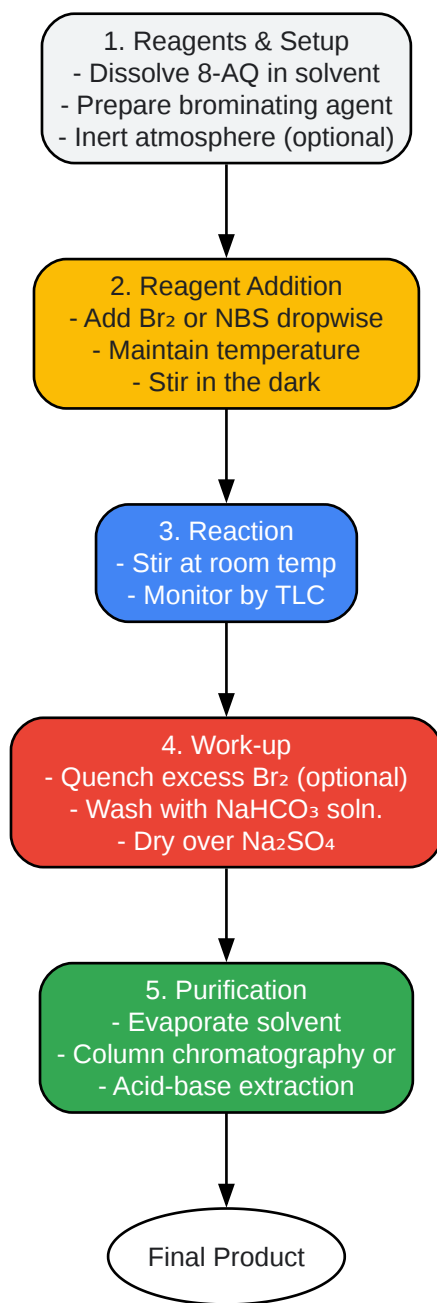 1. Reagents & Setup
- Dissolve 8-AQ in solvent
- Prepare brominating agent
- Inert atmosphere (optional)
2. Reagent Addition
- Add Br₂ or NBS dropwise
- Maintain temperature
- Stir in the dark
3. Reaction
- Stir at room temp
- Monitor by TLC
4. Work-up
- Quench excess Br₂ (optional)
- Wash with NaHCO₃ soln.
- Dry over Na₂SO₄
5. Purification
- Evaporate solvent
- Column chromatography or
- Acid-base extraction
Final Product